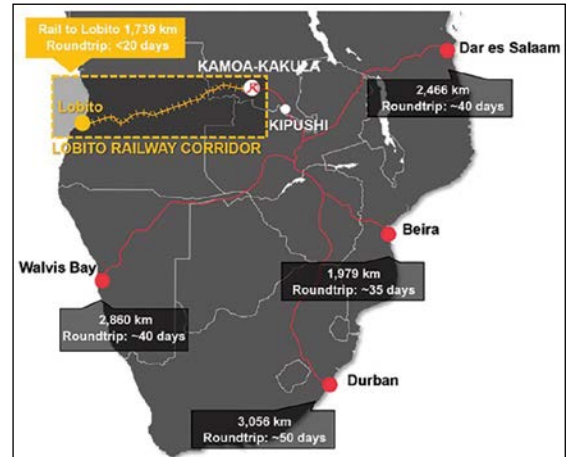 Rail to Lobito 1,739 km
Roundtrip: <20 days
KAMOA-KAKULA
Dar es Salaam
2,466 km
Roundtrip: ~40 days
Lobito
KIPUSHI
LOBITO RAILWAY CORRIDOR
Beira
1,979 km
Roundtrip: ~35 days
Walvis Bay
2,860 km
Roundtrip: ~40 days
Durban
3,056 km
Roundtrip: ~50 days